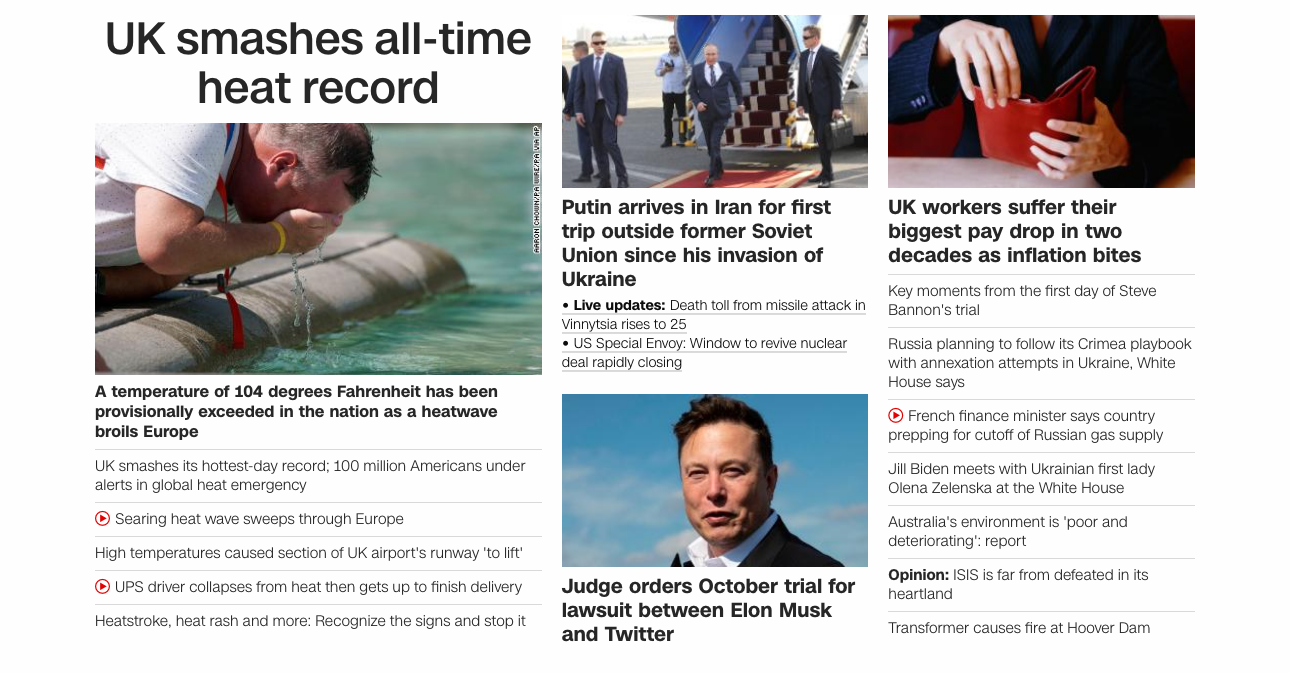 UK smashes all-time
heat record
AARON CHOWN/PA WIRE/PA VIA AP
A temperature of 104 degrees Fahrenheit has been
provisionally exceeded in the nation as a heatwave
broils Europe
UK smashes its hottest-day record; 100 million Americans under
alerts in global heat emergency
Searing heat wave sweeps through Europe
High temperatures caused section of UK airport's runway 'to lift'
UPS driver collapses from heat then gets up to finish delivery
Heatstroke, heat rash and more: Recognize the signs and stop it
Putin arrives in Iran for first
trip outside former Soviet
Union since his invasion of
Ukraine
• Live updates: Death toll from missile attack in
Vinnytsia rises to 25
• US Special Envoy: Window to revive nuclear
deal rapidly closing
Judge orders October trial for
lawsuit between Elon Musk
and Twitter
UK workers suffer their
biggest pay drop in two
decades as inflation bites
Key moments from the first day of Steve
Bannon's trial
Russia planning to follow its Crimea playbook
with annexation attempts in Ukraine, White
House says
French finance minister says country
prepping for cutoff of Russian gas supply
Jill Biden meets with Ukrainian first lady
Olena Zelenska at the White House
Australia's environment is 'poor and
deteriorating': report
Opinion: ISIS is far from defeated in its
heartland
Transformer causes fire at Hoover Dam